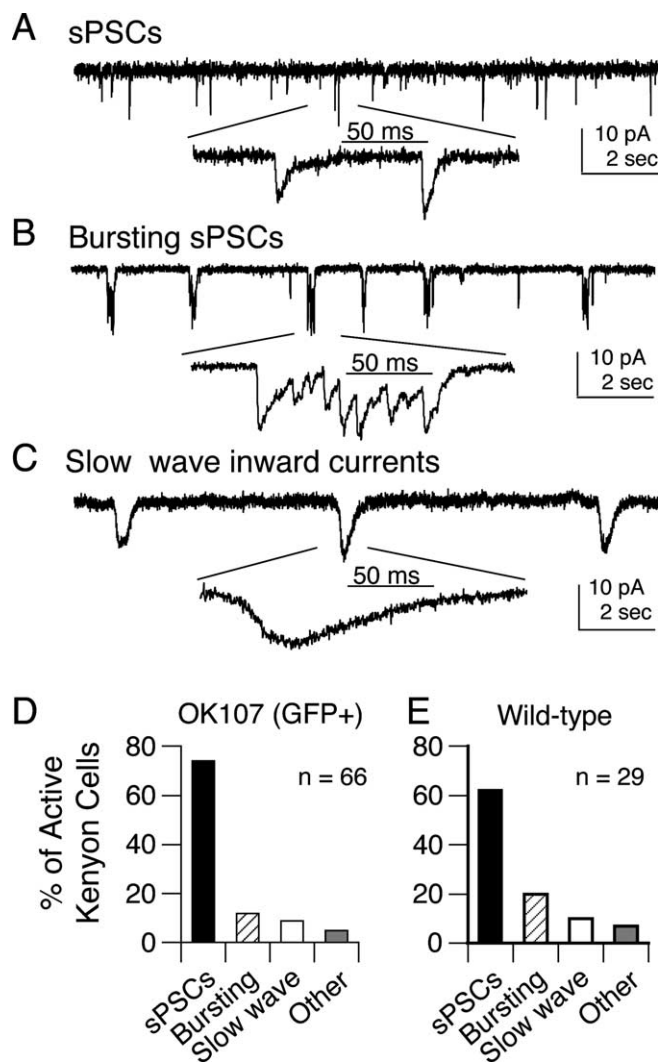 A sPSCs
50 ms
10 pA
2 sec
B Bursting sPSCs
50 ms
10 pA
2 sec
C Slow wave inward currents
50 ms
10 pA
2 sec
D OK107 (GFP+)
n = 66
% of Active
Kenyon Cells
80
60
40
20
0
sPSCs
Bursting
Slow wave
Other
E Wild-type
n = 29
80
60
40
20
0
sPSCs
Bursting
Slow wave
Other